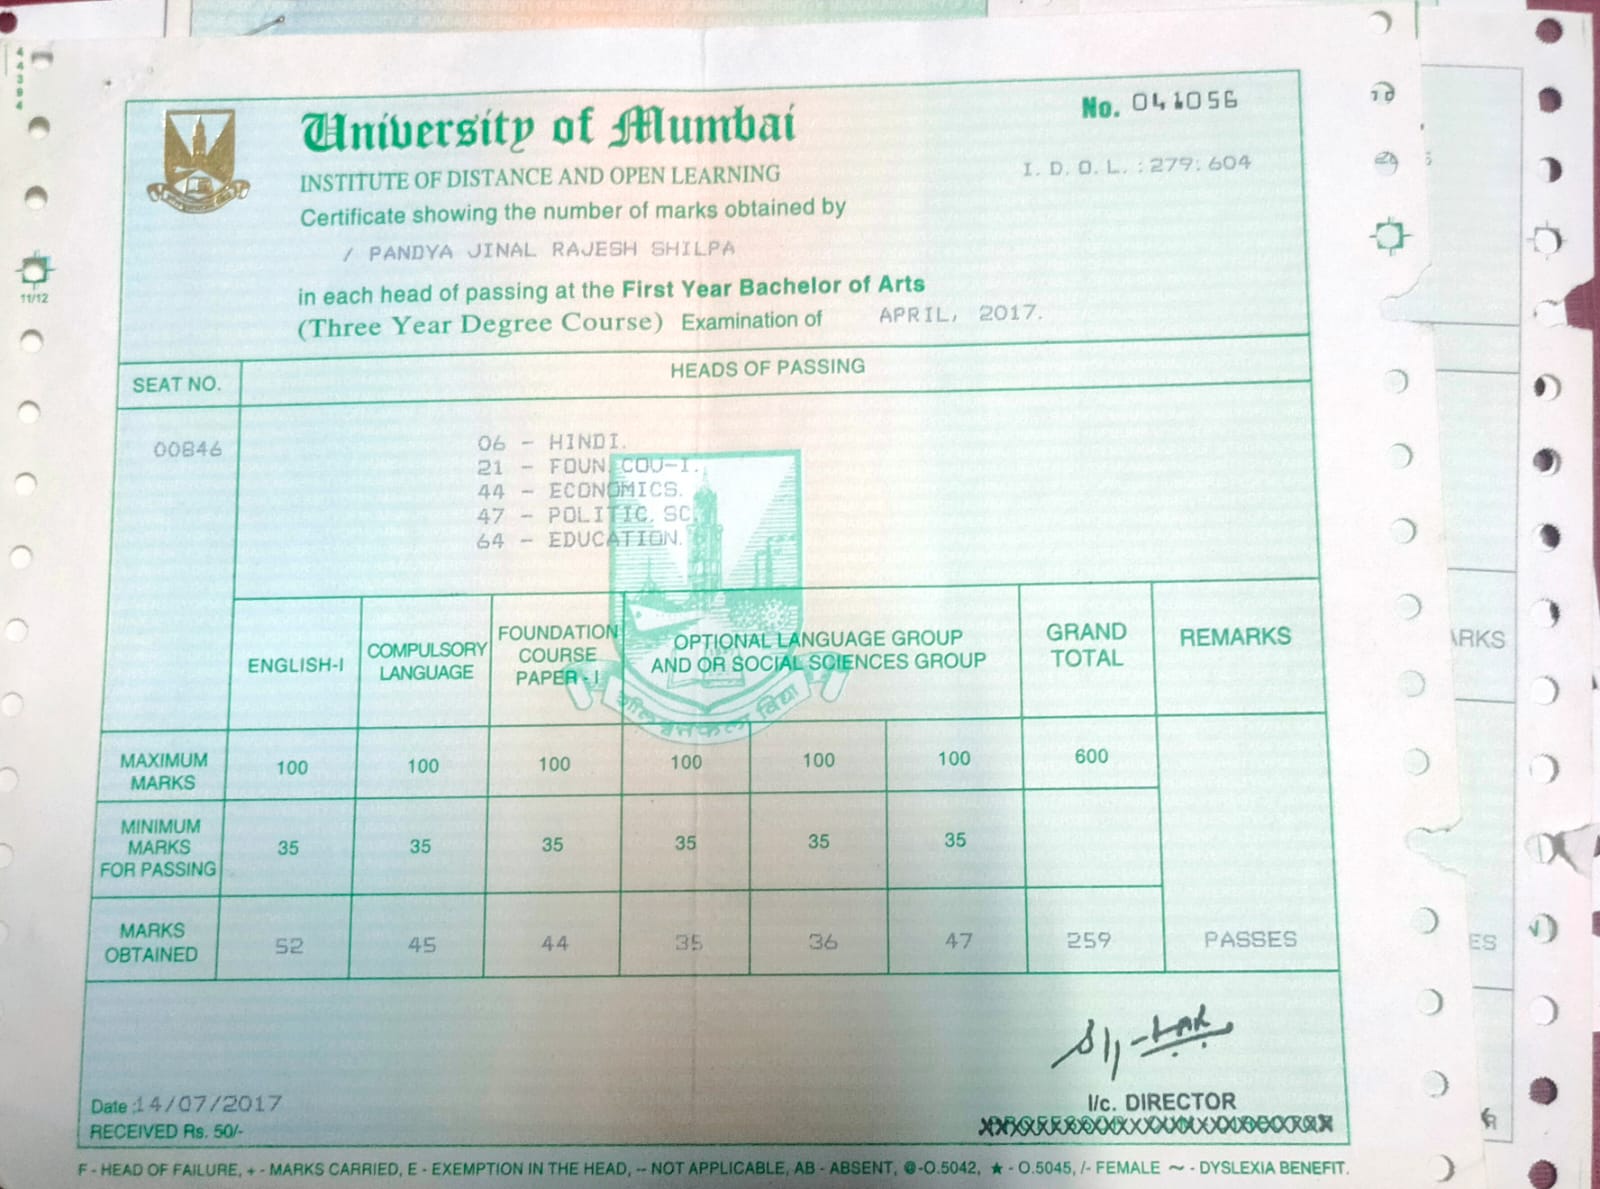 44394
11/12
University of Mumbai
No. 041056
INSTITUTE OF DISTANCE AND OPEN LEARNING
I. D. O. L. : 279: 604
Certificate showing the number of marks obtained by
/ PANDYA JINAL RAJESH SHILPA
in each head of passing at the First Year Bachelor of Arts
(Three Year Degree Course) Examination of APRIL, 2017.
SEAT NO. HEADS OF PASSING
00846
06 - HINDI.
21 - FOUN. COU-I.
44 - ECONOMICS.
47 - POLITIC. SC
64 - EDUCATION.
ENGLISH-I COMPULSORY LANGUAGE FOUNDATION COURSE PAPER - I OPTIONAL LANGUAGE GROUP AND OR SOCIAL SCIENCES GROUP GRAND TOTAL REMARKS
शीलवृत्तफला विद्या
MAXIMUM MARKS 100 100 100 100 100 100 600
MINIMUM MARKS FOR PASSING 35 35 35 35 35 35
MARKS OBTAINED 52 45 44 35 36 47 259 PASSES
Date :14/07/2017
RECEIVED Rs. 50/-
I/c. DIRECTOR
F - HEAD OF FAILURE, + - MARKS CARRIED, E - EXEMPTION IN THE HEAD, -- NOT APPLICABLE, AB - ABSENT, @-O.5042, ★ - O.5045, /- FEMALE ~ - DYSLEXIA BENEFIT.
ARKS
ES